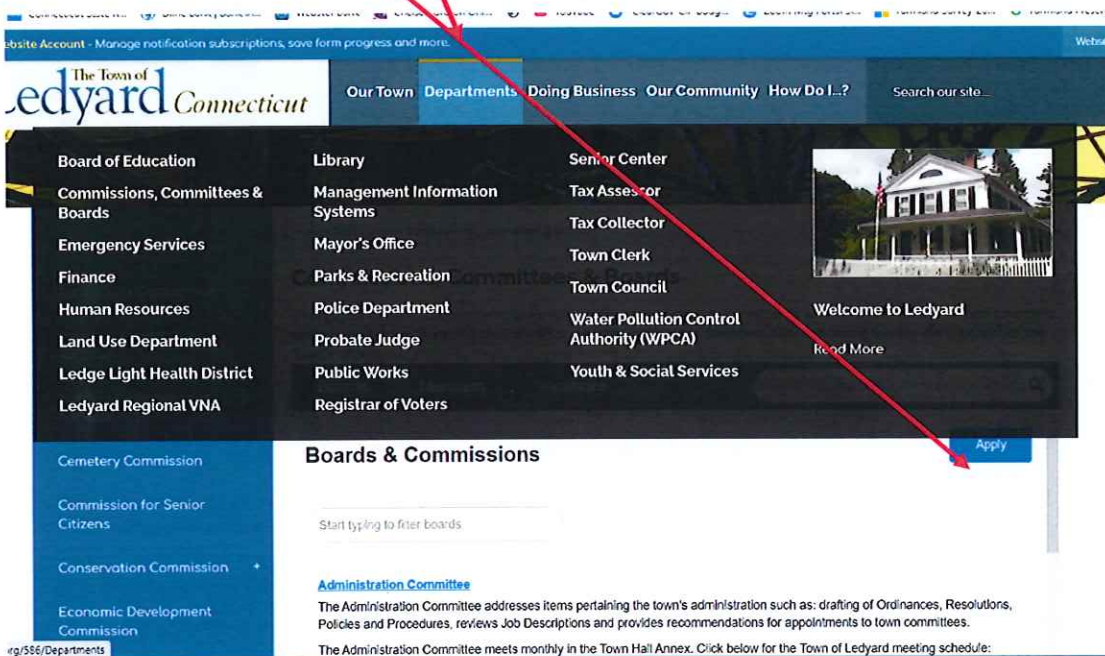 ebsite Account - Manage notification subscriptions, save form progress and more.
Webs
The Town of
Ledyard Connecticut
Our Town Departments Doing Business Our Community How Do I...? Search our site...
Board of Education
Commissions, Committees &
Boards
Emergency Services
Finance
Human Resources
Land Use Department
Ledge Light Health District
Ledyard Regional VNA
Library
Management Information
Systems
Mayor's Office
Parks & Recreation
Police Department
Probate Judge
Public Works
Registrar of Voters
Senior Center
Tax Assessor
Tax Collector
Town Clerk
Town Council
Water Pollution Control
Authority (WPCA)
Youth & Social Services
Welcome to Ledyard
Read More
Cemetery Commission
Commission for Senior
Citizens
Conservation Commission +
Economic Development
Commission
rg/586/Departments
Boards & Commissions
Apply
Start typing to filter boards
Administration Committee
The Administration Committee addresses items pertaining the town's administration such as: drafting of Ordinances, Resolutions,
Policies and Procedures, reviews Job Descriptions and provides recommendations for appointments to town committees.
The Administration Committee meets monthly in the Town Hall Annex. Click below for the Town of Ledyard meeting schedule: